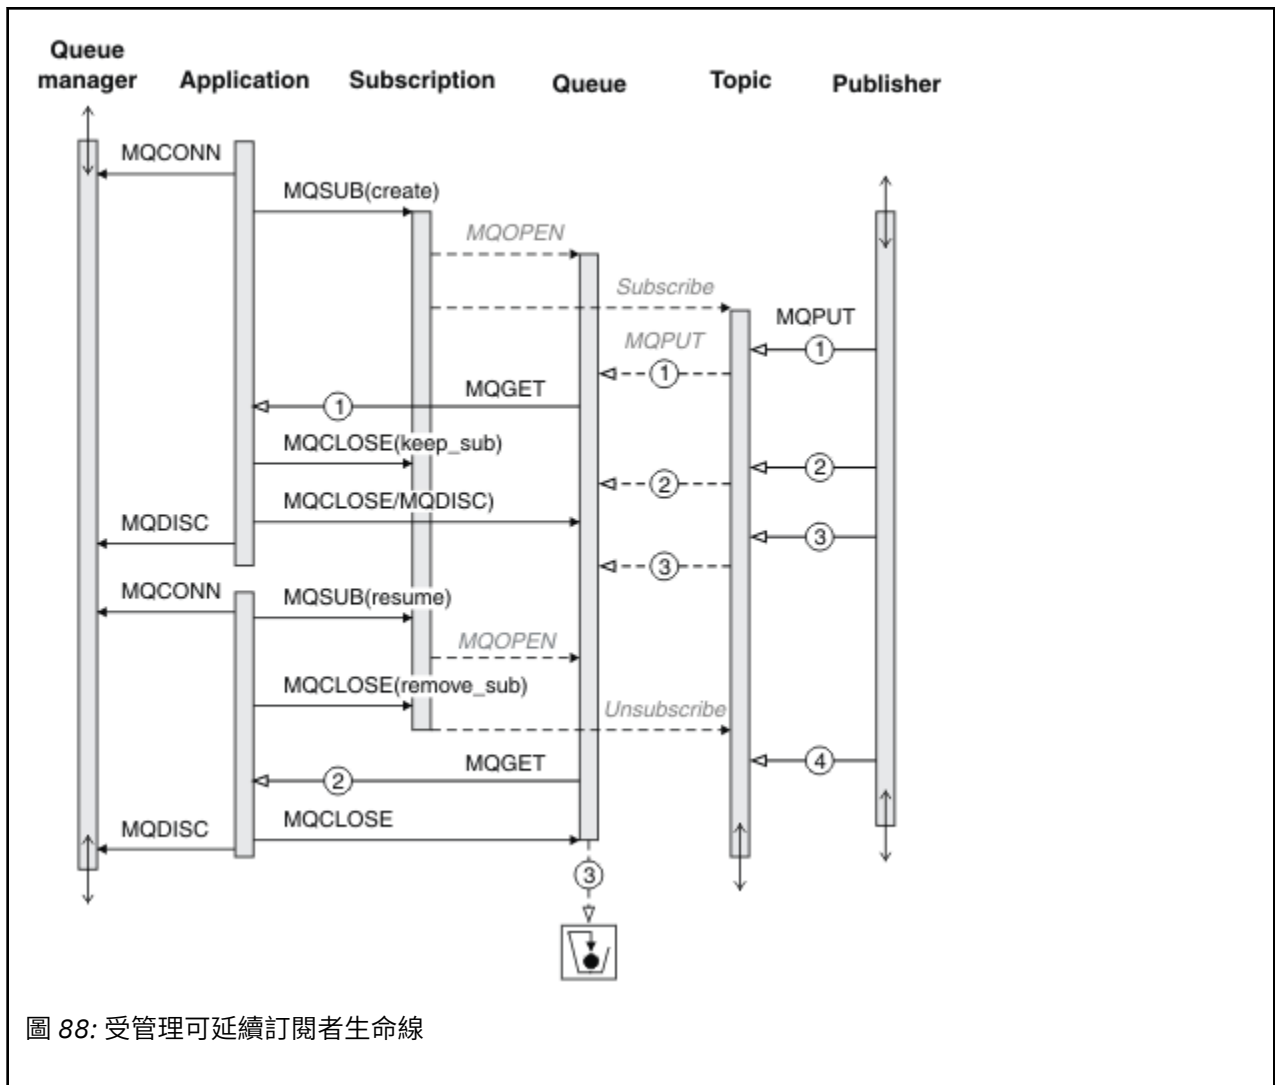 Queue manager
Application
Subscription
Queue
Topic
Publisher
MQCONN
MQSUB(create)
MQOPEN
Subscribe
MQPUT
1
MQPUT
1
MQGET
1
MQCLOSE(keep_sub)
2
2
MQCLOSE/MQDISC)
MQDISC
3
3
MQCONN
MQSUB(resume)
MQOPEN
MQCLOSE(remove_sub)
Unsubscribe
4
MQGET
2
MQCLOSE
MQDISC
3
圖 88: 受管理可延續訂閱者生命線